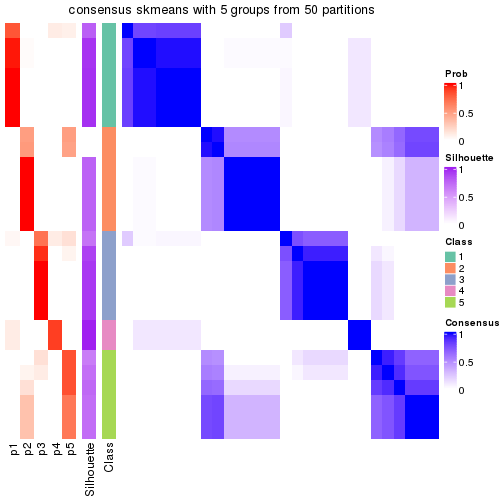 consensus skmeans with 5 groups from 50 partitions
Prob
1
0.5
0
Silhouette
1
0.5
0
Class
1
2
3
4
5
Consensus
1
0.5
0
p1
p2
p3
p4
p5
Silhouette
Class